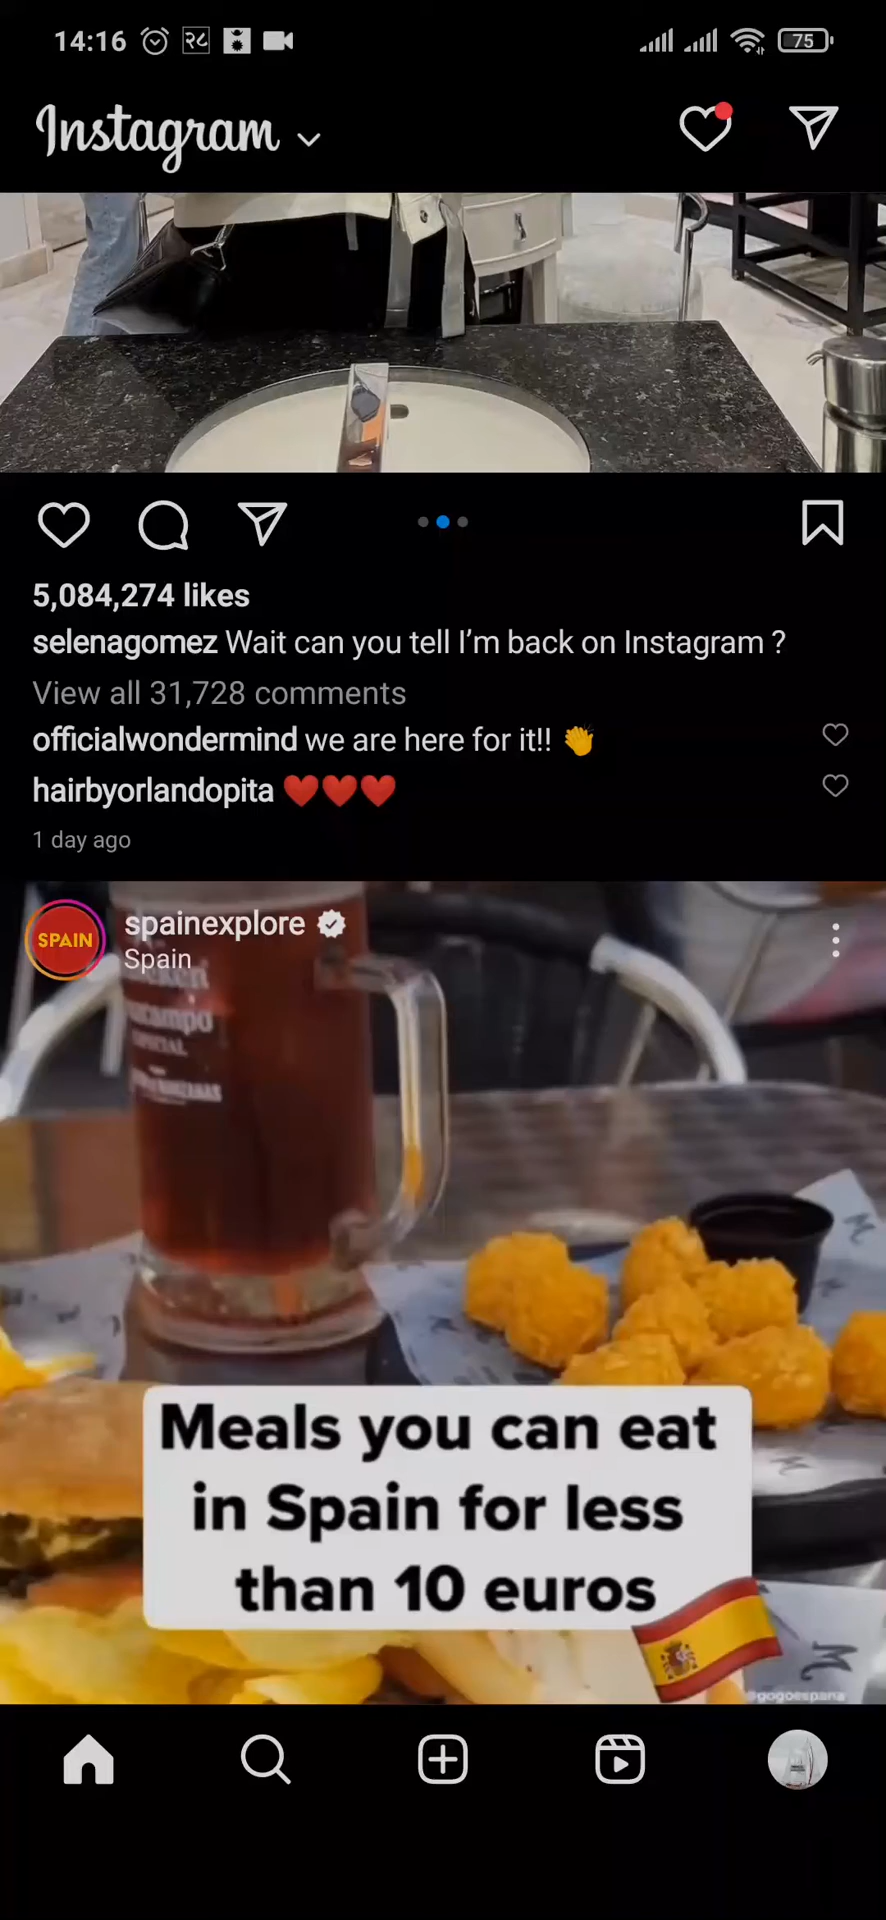 14:16 २८ 75
Instagram
5,084,274 likes
selenagomez Wait can you tell I’m back on Instagram ?
View all 31,728 comments
officialwondermind we are here for it!! 👏
hairbyorlandopita ❤️❤️❤️
1 day ago
SPAIN
spainexplore
Spain
Meals you can eat
in Spain for less
than 10 euros
@gogoespana